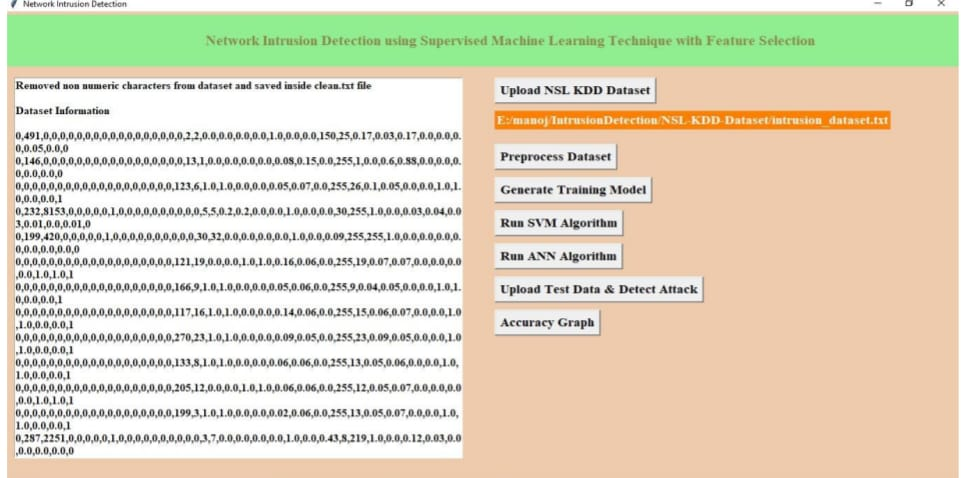 Network Intrusion Detection
Network Intrusion Detection using Supervised Machine Learning Technique with Feature Selection
Removed non numeric characters from dataset and saved inside clean.txt file
Dataset Information
0,491,0,0,0,0,0,0,0,0,0,0,0,0,0,0,0,0,0,2,2,0.0,0.0,0.0,0.0,1.0,0.0,0.0,150,25,0.17,0.03,0.17,0.0,0.0,0.
0,0.05,0.0,0
0,146,0,0,0,0,0,0,0,0,0,0,0,0,0,0,0,0,0,13,1,0.0,0.0,0.0,0.0,0.08,0.15,0.0,255,1,0.0,0.6,0.88,0.0,0.0,0.
0,0.0,0.0,0
0,0,0,0,0,0,0,0,0,0,0,0,0,0,0,0,0,0,0,123,6,1.0,1.0,0.0,0.0,0.05,0.07,0.0,255,26,0.1,0.05,0.0,0.0,1.0,1.
0,0.0,0.0,1
0,232,8153,0,0,0,0,0,1,0,0,0,0,0,0,0,0,0,0,5,5,0.2,0.2,0.0,0.0,1.0,0.0,0.0,30,255,1.0,0.0,0.03,0.04,0.0
3,0.01,0.0,0.01,0
0,199,420,0,0,0,0,0,1,0,0,0,0,0,0,0,0,0,0,30,32,0.0,0.0,0.0,0.0,1.0,0.0,0.09,255,255,1.0,0.0,0.0,0.0,0.
0,0.0,0.0,0.0,0
0,0,0,0,0,0,0,0,0,0,0,0,0,0,0,0,0,0,0,121,19,0.0,0.0,1.0,1.0,0.16,0.06,0.0,255,19,0.07,0.07,0.0,0.0,0.0
,0.0,1.0,1.0,1
0,0,0,0,0,0,0,0,0,0,0,0,0,0,0,0,0,0,0,166,9,1.0,1.0,0.0,0.0,0.05,0.06,0.0,255,9,0.04,0.05,0.0,0.0,1.0,1.
0,0.0,0.0,1
0,0,0,0,0,0,0,0,0,0,0,0,0,0,0,0,0,0,0,117,16,1.0,1.0,0.0,0.0,0.14,0.06,0.0,255,15,0.06,0.07,0.0,0.0,1.0
,1.0,0.0,0.0,1
0,0,0,0,0,0,0,0,0,0,0,0,0,0,0,0,0,0,0,270,23,1.0,1.0,0.0,0.0,0.09,0.05,0.0,255,23,0.09,0.05,0.0,0.0,1.0
,1.0,0.0,0.0,1
0,0,0,0,0,0,0,0,0,0,0,0,0,0,0,0,0,0,0,133,8,1.0,1.0,0.0,0.0,0.06,0.06,0.0,255,13,0.05,0.06,0.0,0.0,1.0,
1.0,0.0,0.0,1
0,0,0,0,0,0,0,0,0,0,0,0,0,0,0,0,0,0,0,205,12,0.0,0.0,1.0,1.0,0.06,0.06,0.0,255,12,0.05,0.07,0.0,0.0,0.0
,0.0,1.0,1.0,1
0,0,0,0,0,0,0,0,0,0,0,0,0,0,0,0,0,0,0,199,3,1.0,1.0,0.0,0.0,0.02,0.06,0.0,255,13,0.05,0.07,0.0,0.0,1.0,
1.0,0.0,0.0,1
0,287,2251,0,0,0,0,0,1,0,0,0,0,0,0,0,0,0,0,3,7,0.0,0.0,0.0,0.0,1.0,0.0,0.43,8,219,1.0,0.0,0.12,0.03,0.0
,0.0,0.0,0.0,0
Upload NSL KDD Dataset
E:/manoj/IntrusionDetection/NSL-KDD-Dataset/intrusion_dataset.txt
Preprocess Dataset
Generate Training Model
Run SVM Algorithm
Run ANN Algorithm
Upload Test Data & Detect Attack
Accuracy Graph